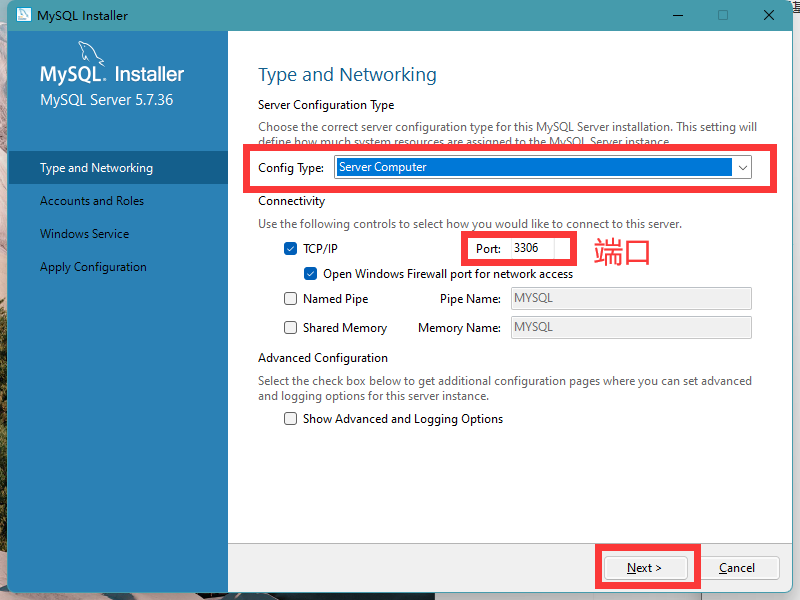 MySQL Installer
MySQL. Installer
MySQL Server 5.7.36
Type and Networking
Accounts and Roles
Windows Service
Apply Configuration
Type and Networking
Server Configuration Type
Choose the correct server configuration type for this MySQL Server installation. This setting will
define how much system resources are assigned to the MySQL Server instance.
Config Type: Server Computer
Connectivity
Use the following controls to select how you would like to connect to this server.
TCP/IP Port: 3306 端口
Open Windows Firewall port for network access
Named Pipe Pipe Name: MYSQL
Shared Memory Memory Name: MYSQL
Advanced Configuration
Select the check box below to get additional configuration pages where you can set advanced
and logging options for this server instance.
Show Advanced and Logging Options
Next > Cancel